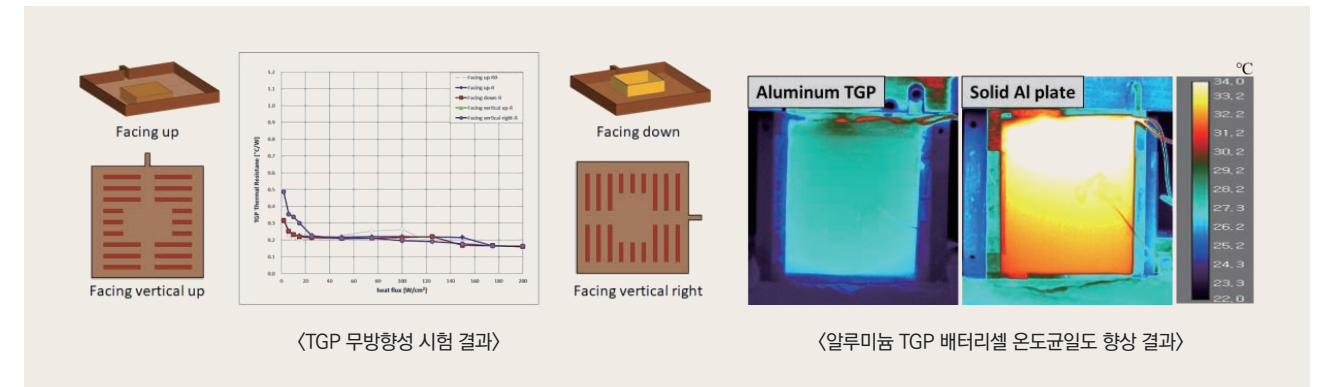 Facing up
Facing vertical up
TGP Thermal Resistane (°C/W)
1.2
1.1
1.0
0.9
0.8
0.7
0.6
0.5
0.4
0.3
0.2
0.1
0.0
0 20 40 60 80 100 120 140 160 180 200
heat flux (W/cm²)
Facing up-R
Facing down-R
Facing vertical up-R
Facing vertical right-R
Facing down
Facing vertical right
〈TGP 무방향성 시험 결과〉
Aluminum TGP
Solid Al plate
°C
34,0
33,2
32,2
31,2
30,2
29,2
28,2
27,3
26,2
25,2
24,3
23,3
22,0
〈알루미늄 TGP 배터리셀 온도균일도 향상 결과〉